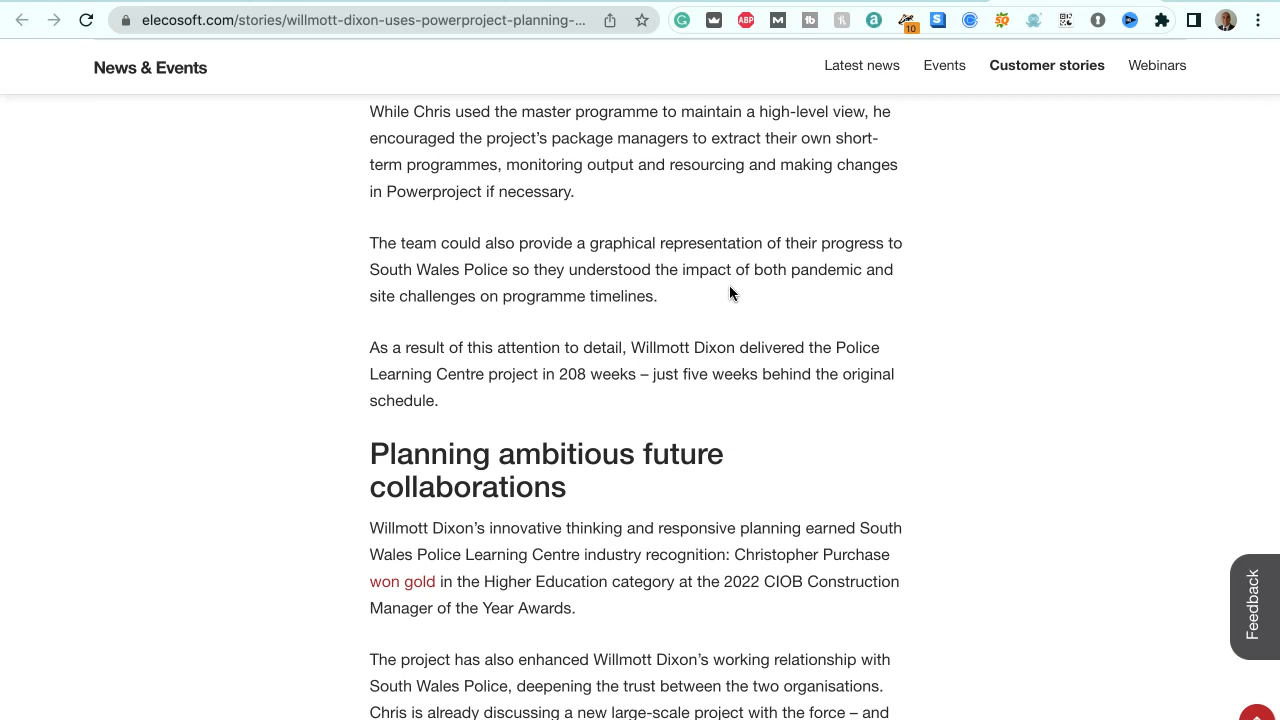 elecosoft.com/stories/willmott-dixon-uses-powerproject-planning-...
ABP
10
News & Events
Latest news
Events
Customer stories
Webinars
While Chris used the master programme to maintain a high-level view, he
encouraged the project’s package managers to extract their own short-
term programmes, monitoring output and resourcing and making changes
in Powerproject if necessary.
The team could also provide a graphical representation of their progress to
South Wales Police so they understood the impact of both pandemic and
site challenges on programme timelines.
As a result of this attention to detail, Willmott Dixon delivered the Police
Learning Centre project in 208 weeks – just five weeks behind the original
schedule.
Planning ambitious future
collaborations
Willmott Dixon’s innovative thinking and responsive planning earned South
Wales Police Learning Centre industry recognition: Christopher Purchase
won gold in the Higher Education category at the 2022 CIOB Construction
Manager of the Year Awards.
The project has also enhanced Willmott Dixon’s working relationship with
South Wales Police, deepening the trust between the two organisations.
Chris is already discussing a new large-scale project with the force – and
Feedback